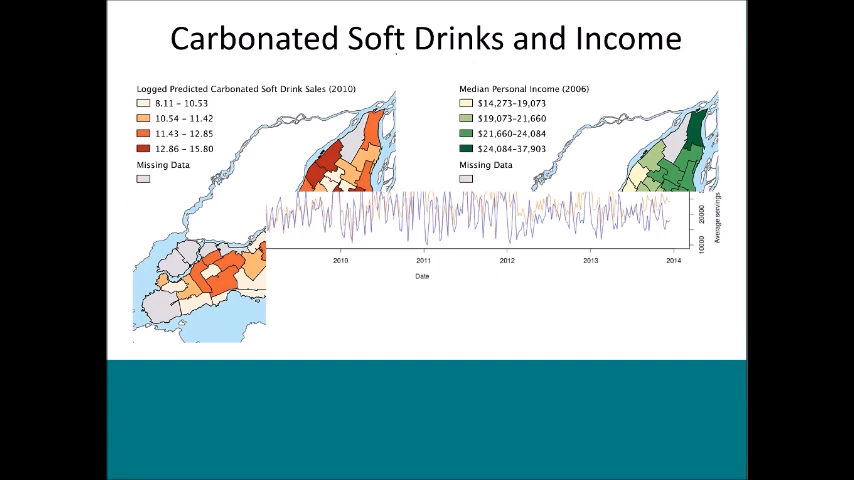 Carbonated Soft Drinks and Income
Logged Predicted Carbonated Soft Drink Sales (2010)
8.11 – 10.53
10.54 – 11.42
11.43 – 12.85
12.86 – 15.80
Missing Data
Median Personal Income (2006)
$14,273–19,073
$19,073–21,660
$21,660–24,084
$24,084–37,903
Missing Data
20000
10000
Average servings
2010
2011
2012
2013
2014
Date